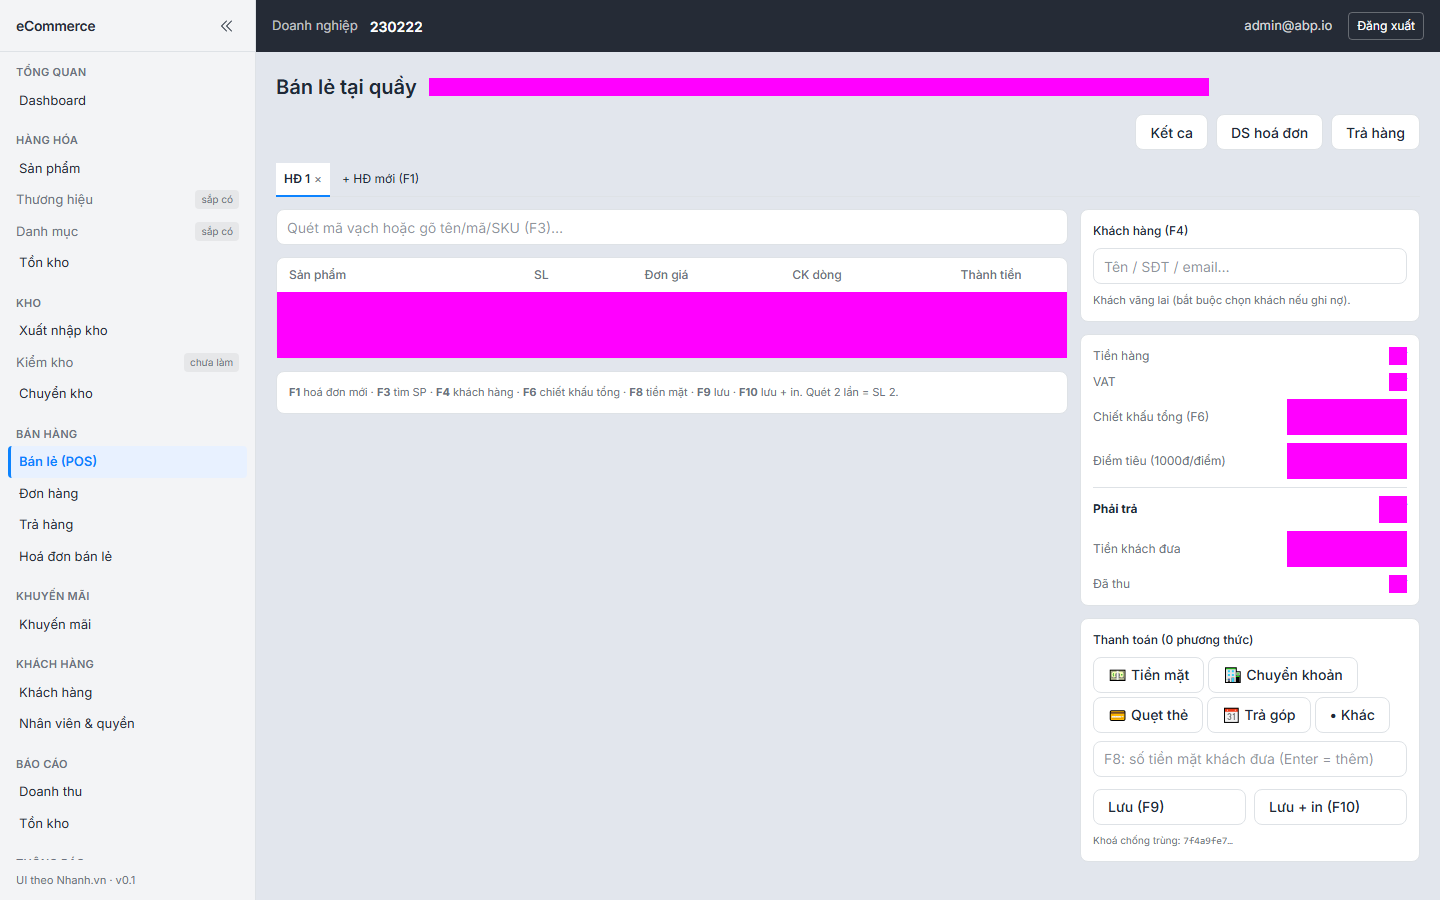 eCommerce
Doanh nghiệp 230222
admin@abp.io
Đăng xuất
TỔNG QUAN
Dashboard
HÀNG HÓA
Sản phẩm
Thương hiệu
sắp có
Danh mục
sắp có
Tồn kho
KHO
Xuất nhập kho
Kiểm kho
chưa làm
Chuyển kho
BÁN HÀNG
Bán lẻ (POS)
Đơn hàng
Trả hàng
Hoá đơn bán lẻ
KHUYẾN MÃI
Khuyến mãi
KHÁCH HÀNG
Khách hàng
Nhân viên & quyền
BÁO CÁO
Doanh thu
Tồn kho
UI theo Nhanh.vn · v0.1
Bán lẻ tại quầy
Kết ca
DS hoá đơn
Trả hàng
HĐ 1 ×
+ HĐ mới (F1)
Quét mã vạch hoặc gõ tên/mã/SKU (F3)...
Sản phẩm SL Đơn giá CK dòng Thành tiền
F1 hoá đơn mới · F3 tìm SP · F4 khách hàng · F6 chiết khấu tổng · F8 tiền mặt · F9 lưu · F10 lưu + in. Quét 2 lần = SL 2.
Khách hàng (F4)
Tên / SĐT / email...
Khách vãng lai (bắt buộc chọn khách nếu ghi nợ).
Tiền hàng
VAT
Chiết khấu tổng (F6)
Điểm tiêu (1000đ/điểm)
Phải trả
Tiền khách đưa
Đã thu
Thanh toán (0 phương thức)
Tiền mặt
Chuyển khoản
Quẹt thẻ
Trả góp
• Khác
F8: số tiền mặt khách đưa (Enter = thêm)
Lưu (F9)
Lưu + in (F10)
Khoá chống trùng: 7f4a9fe7…